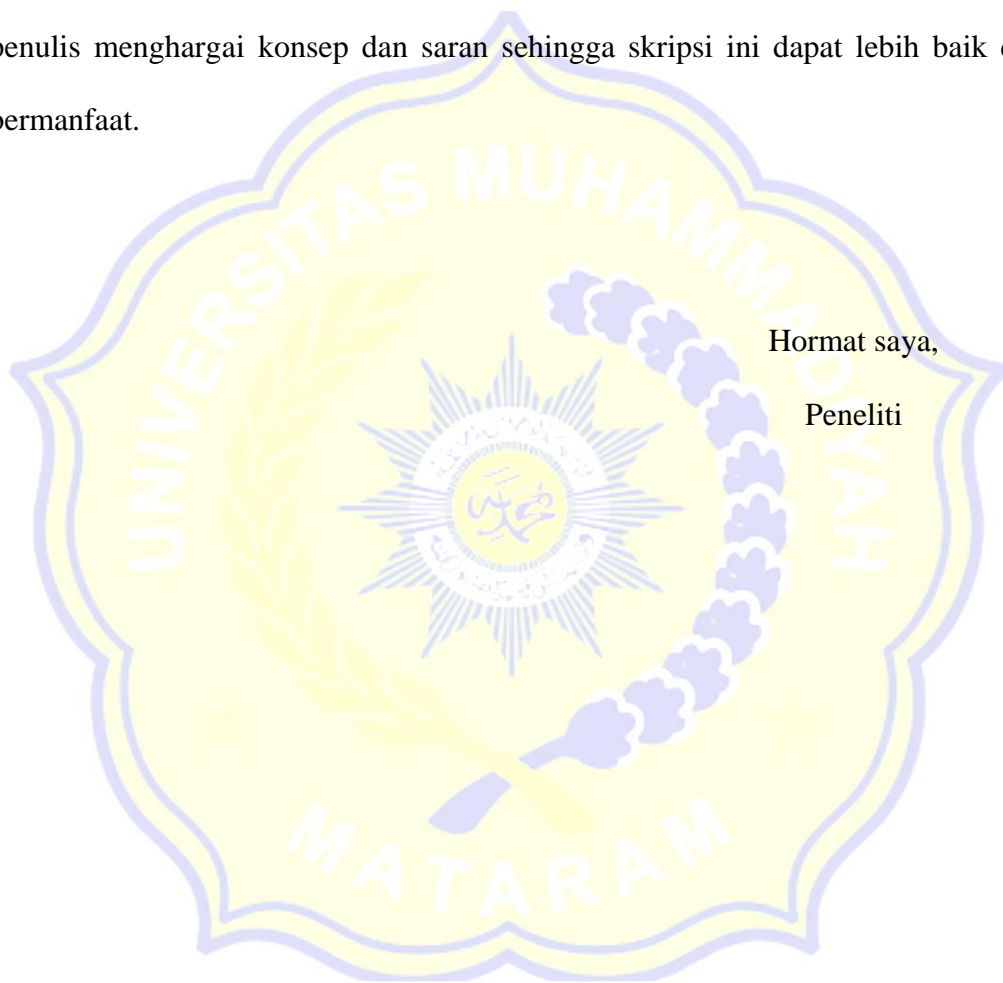 penulis menghargai konsep dan saran sehingga skripsi ini dapat lebih baik
bermanfaat.
UNIVERSITAS MUHAMMADIYAH
Hormat saya,
Peneliti
MATARAM